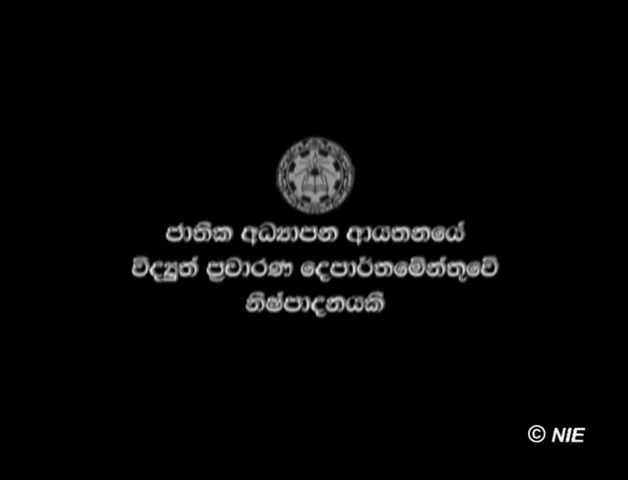 ජාතික අධ්‍යාපන ආයතනයේ
විද්‍යුත් ප්‍රචාරණ දෙපාර්තමේන්තුවේ
නිෂ්පාදනයකි
© NIE